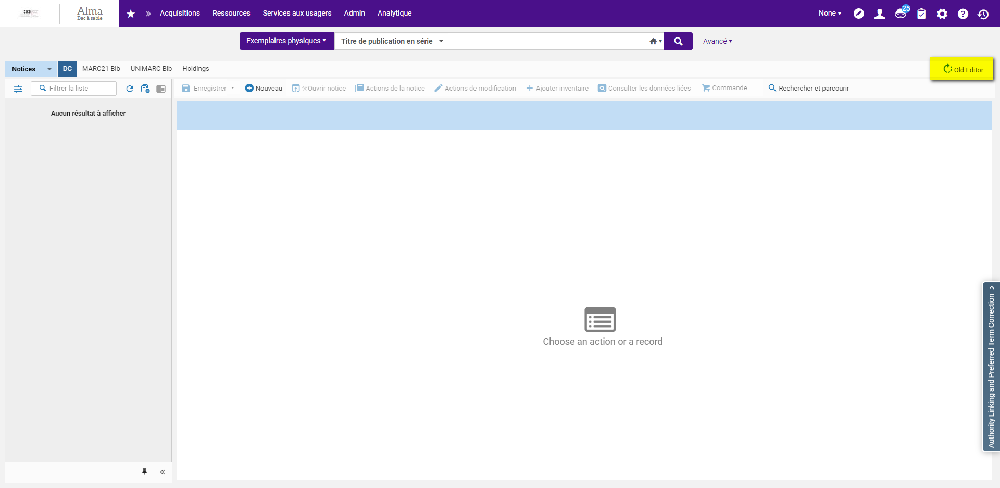 SICD
Alma
Bac à sable
Acquisitions
Ressources
Services aux usagers
Admin
Analytique
None
25
Exemplaires physiques
Titre de publication en série
Avancé
Notices
DC
MARC21 Bib
UNIMARC Bib
Holdings
Old Editor
Filtrer la liste
Enregistrer
Nouveau
Ouvrir notice
Actions de la notice
Actions de modification
Ajouter inventaire
Consulter les données liées
Commande
Rechercher et parcourir
Aucun résultat à afficher
Choose an action or a record
Authority Linking and Preferred Term Correction